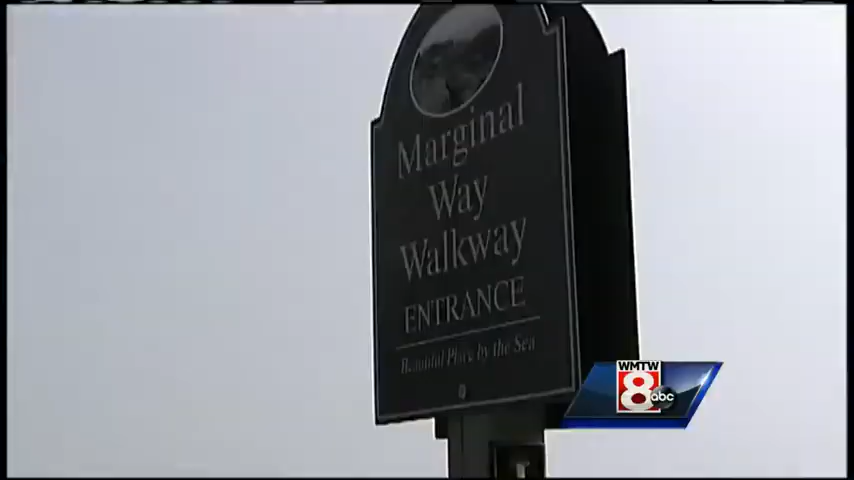 Marginal
Way
Walkway
ENTRANCE
Beautiful Place by the Sea
WMTW
8
abc